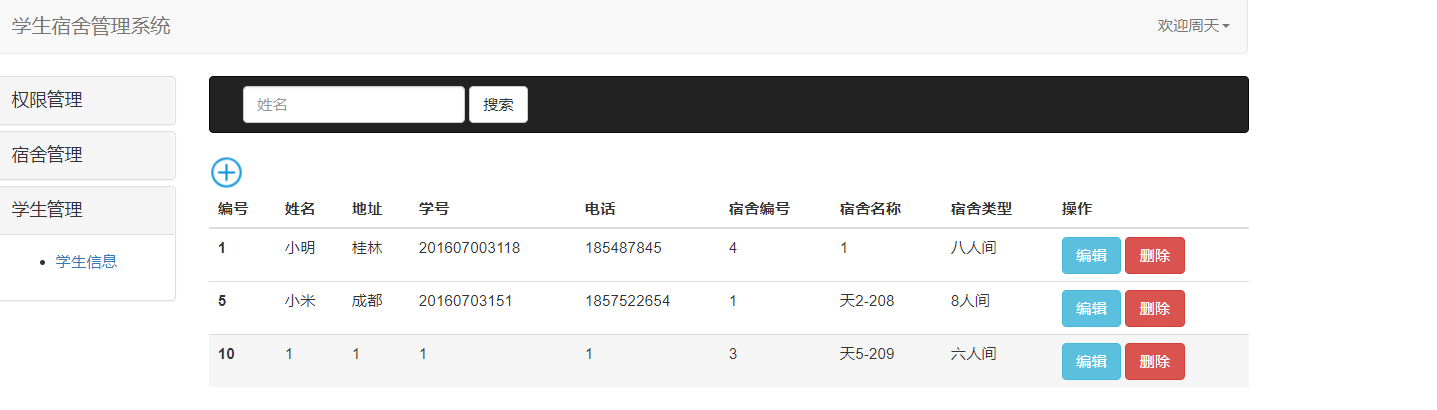 学生宿舍管理系统 欢迎周天
权限管理
宿舍管理
学生管理
学生信息
姓名 搜索
编号 姓名 地址 学号 电话 宿舍编号 宿舍名称 宿舍类型 操作
1 小明 桂林 201607003118 185487845 4 1 八人间 编辑 删除
5 小米 成都 20160703151 1857522654 1 天2-208 8人间 编辑 删除
10 1 1 1 1 3 天5-209 六人间 编辑 删除